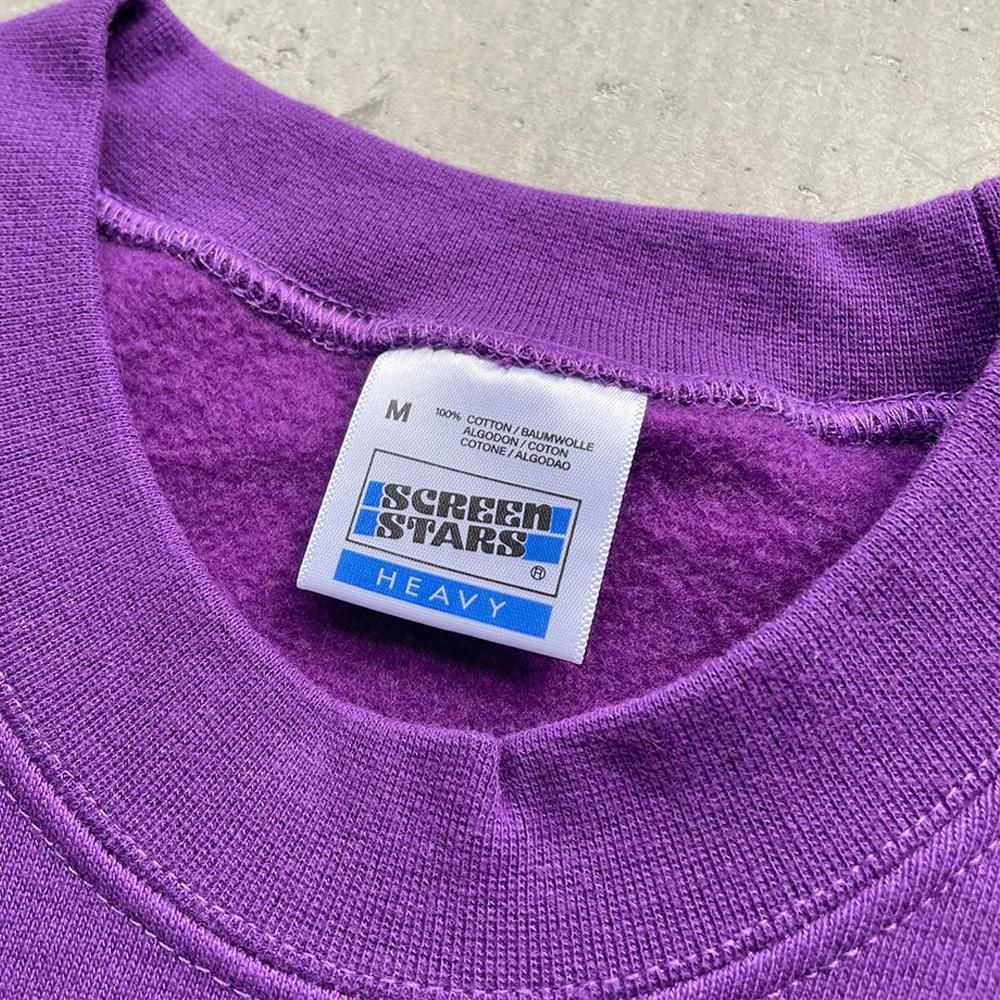 M
100% COTTON / BAUMWOLLE
ALGODON / COTON
COTONE / ALGODAO
SCREEN
STARS
®
HEAVY